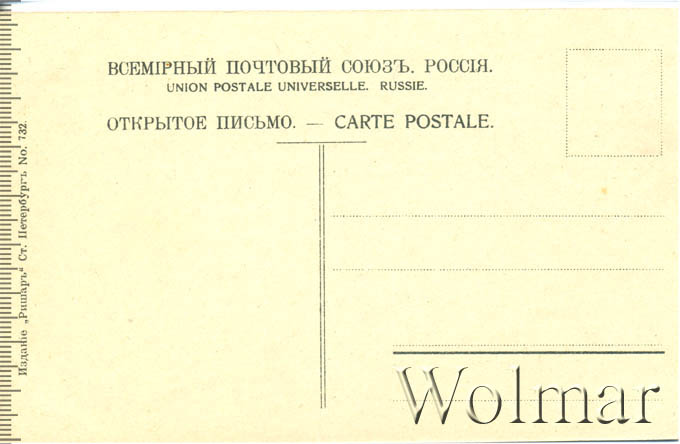 ВСЕМІРНЫЙ ПОЧТОВЫЙ СОЮЗЪ. РОССІЯ.
UNION POSTALE UNIVERSELLE. RUSSIE.
ОТКРЫТОЕ ПИСЬМО. — CARTE POSTALE.
Изданіе „Ришаръ“ Ст. Петербургъ No. 732.
Wolmar